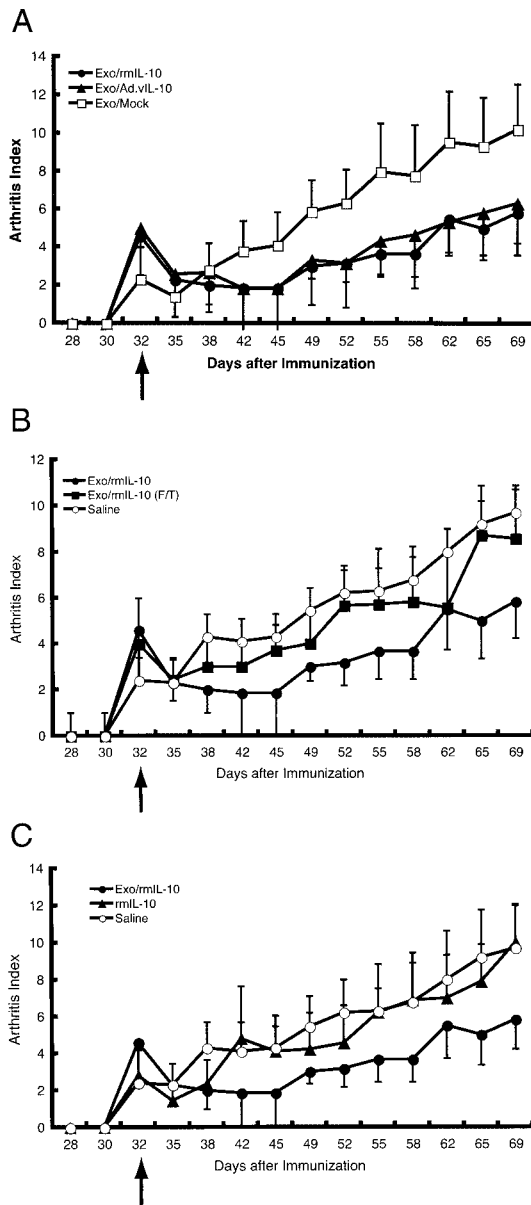 A
14
12
10
8
6
4
2
0
Arthritis Index
Exo/rmIL-10
Exo/Ad.vIL-10
Exo/Mock
28 30 32 35 38 42 45 49 52 55 58 62 65 69
Days after Immunization
B
12
10
8
6
4
2
0
Arthritis Index
Exo/rmIL-10
Exo/rmIL-10 (F/T)
Saline
28 30 32 35 38 42 45 49 52 55 58 62 65 69
Days after Immunization
C
14
12
10
8
6
4
2
0
Arthritis Index
Exo/rmIL-10
rmIL-10
Saline
28 30 32 35 38 42 45 49 52 55 58 62 65 69
Days after Immunization